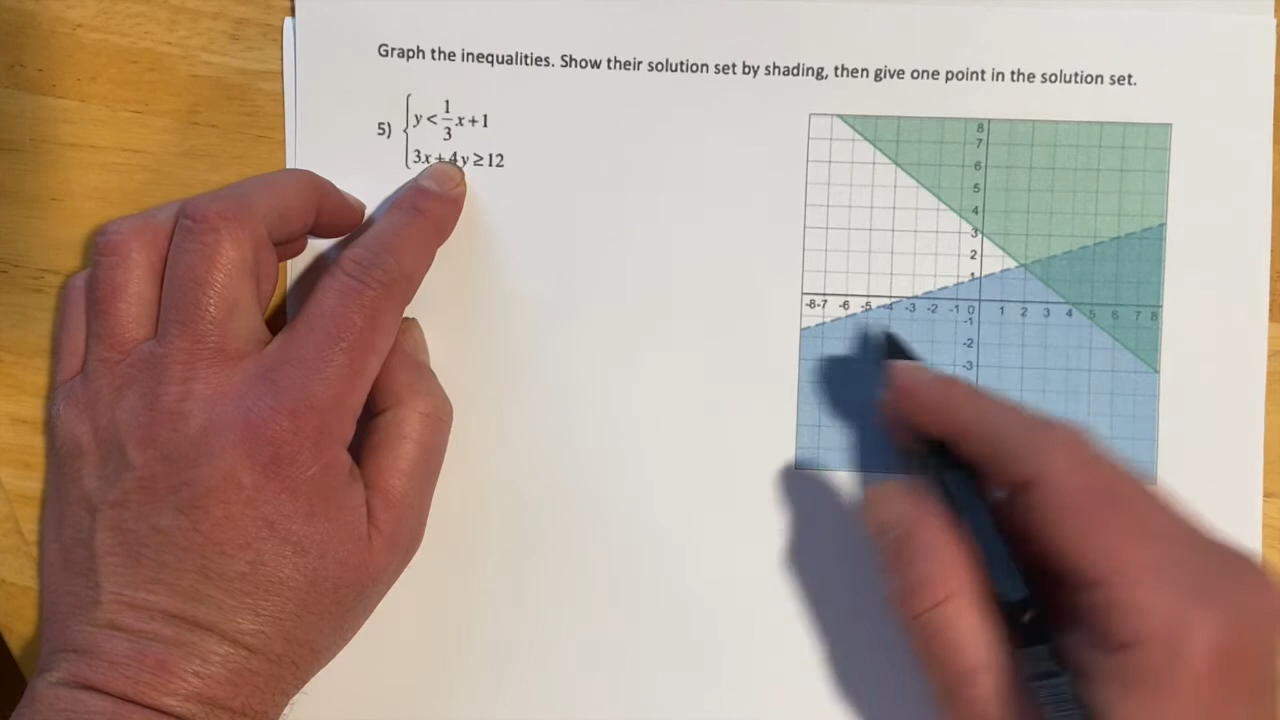 Graph the inequalities. Show their solution set by shading, then give one point in the solution set.
5) { y < 1/3 x + 1
3x + 4y ≥ 12
8
7
6
5
4
3
2
1
-8 -7 -6 -5 -4 -3 -2 -1 0 1 2 3 4 5 6 7 8
-1
-2
-3